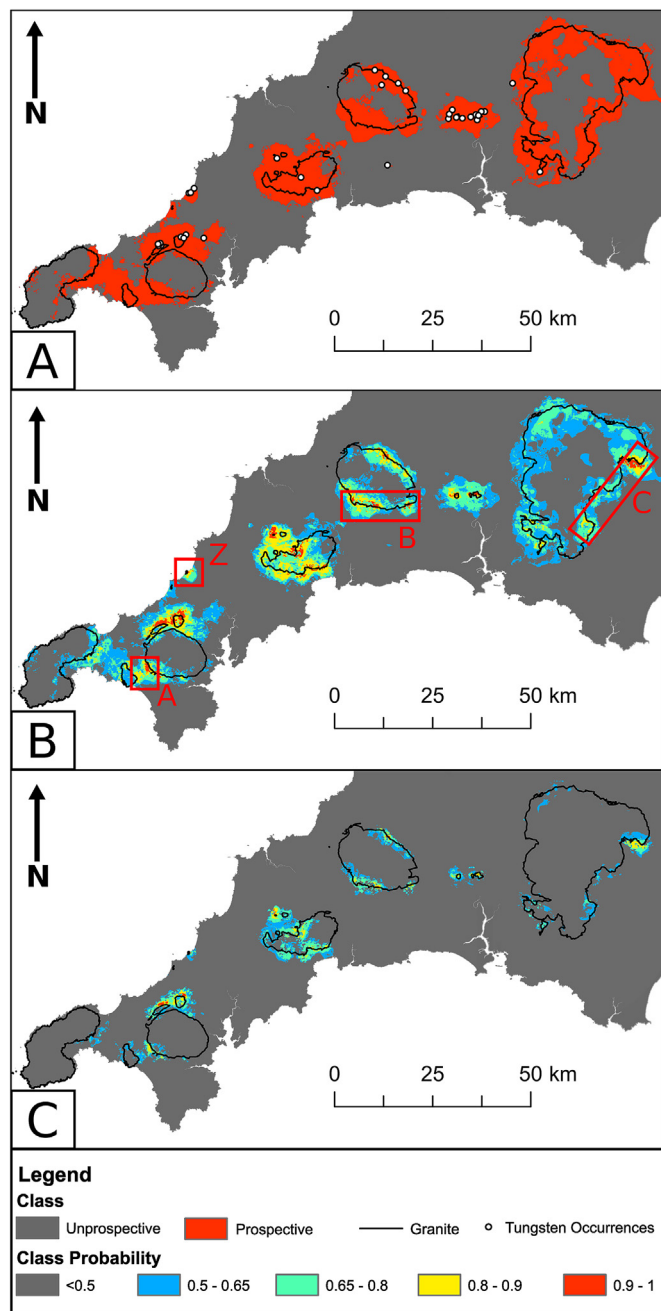 N
0 25 50 km
A
N
Z
B
C
A
0 25 50 km
B
N
0 25 50 km
C
Legend
Class
Unprospective Prospective Granite Tungsten Occurrences
Class Probability
<0.5 0.5 - 0.65 0.65 - 0.8 0.8 - 0.9 0.9 - 1